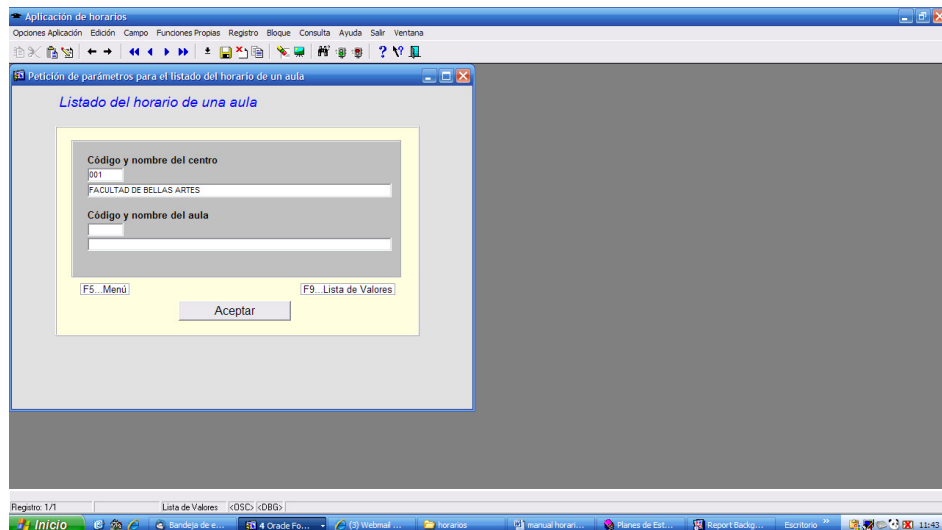 Aplicación de horarios
Opciones Aplicación Edición Campo Funciones Propias Registro Bloque Consulta Ayuda Salir Ventana
Petición de parámetros para el listado del horario de un aula
Listado del horario de una aula
Código y nombre del centro
001
FACULTAD DE BELLAS ARTES
Código y nombre del aula
F5...Menú F9...Lista de Valores
Aceptar
Registro: 1/1 Lista de Valores <OSC> <DBG>
Inicio Bandeja de e... 4 Oracle Fo... (3) Webmail ... horarios manual horari... Planes de Est... Report Backg... Escritorio » 11:43